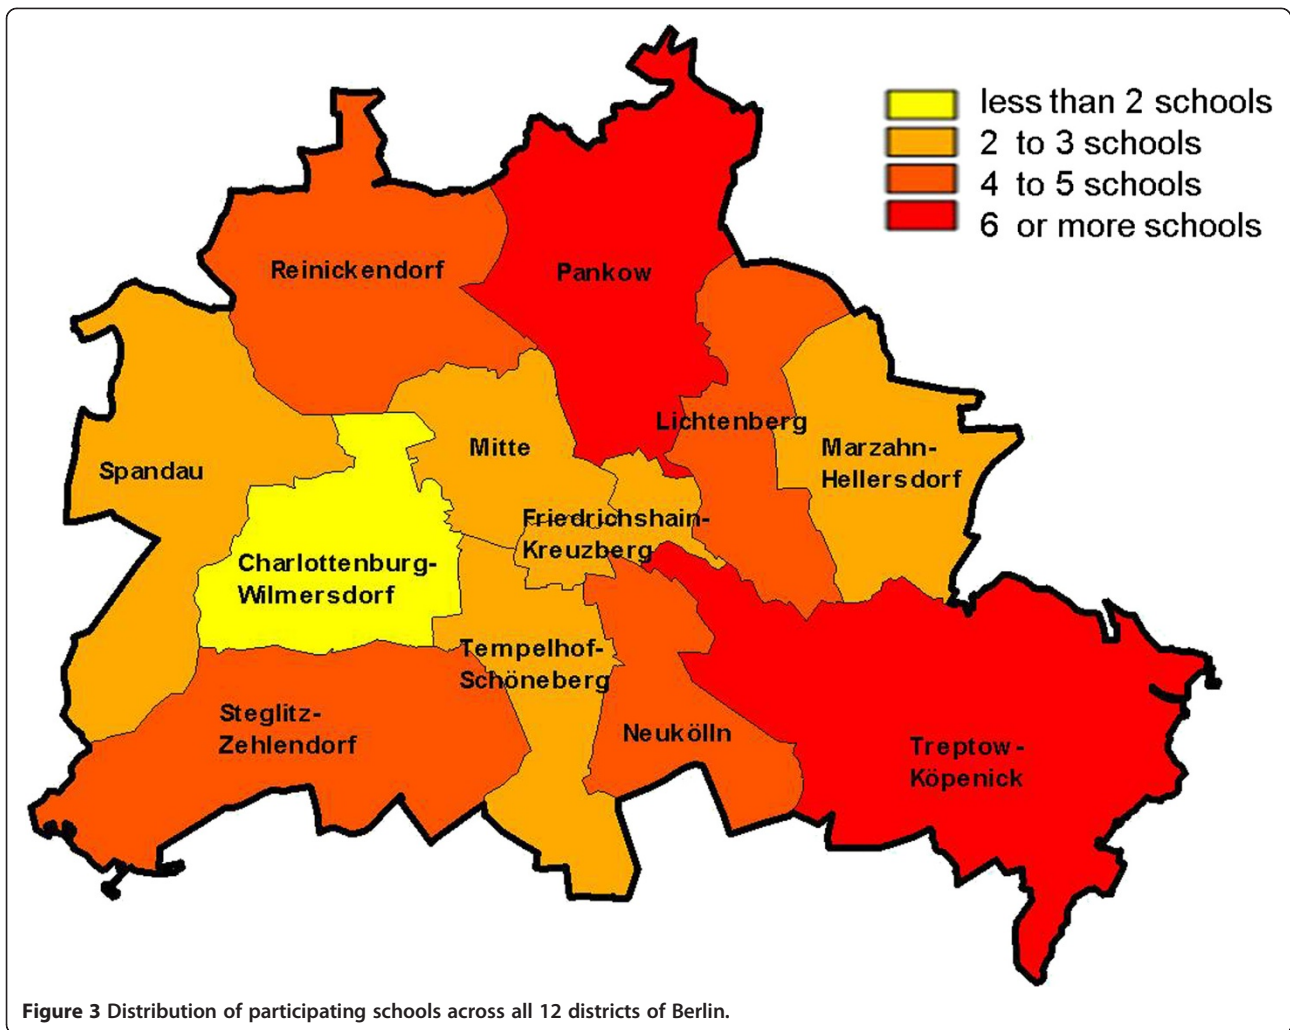 less than 2 schools
2 to 3 schools
4 to 5 schools
6 or more schools
Reinickendorf
Pankow
Lichtenberg
Mitte
Marzahn-
Hellersdorf
Spandau
Friedrichshain-
Kreuzberg
Charlottenburg-
Wilmersdorf
Tempelhof-
Schöneberg
Steglitz-
Zehlendorf
Neukölln
Treptow-
Köpenick
Figure 3 Distribution of participating schools across all 12 districts of Berlin.